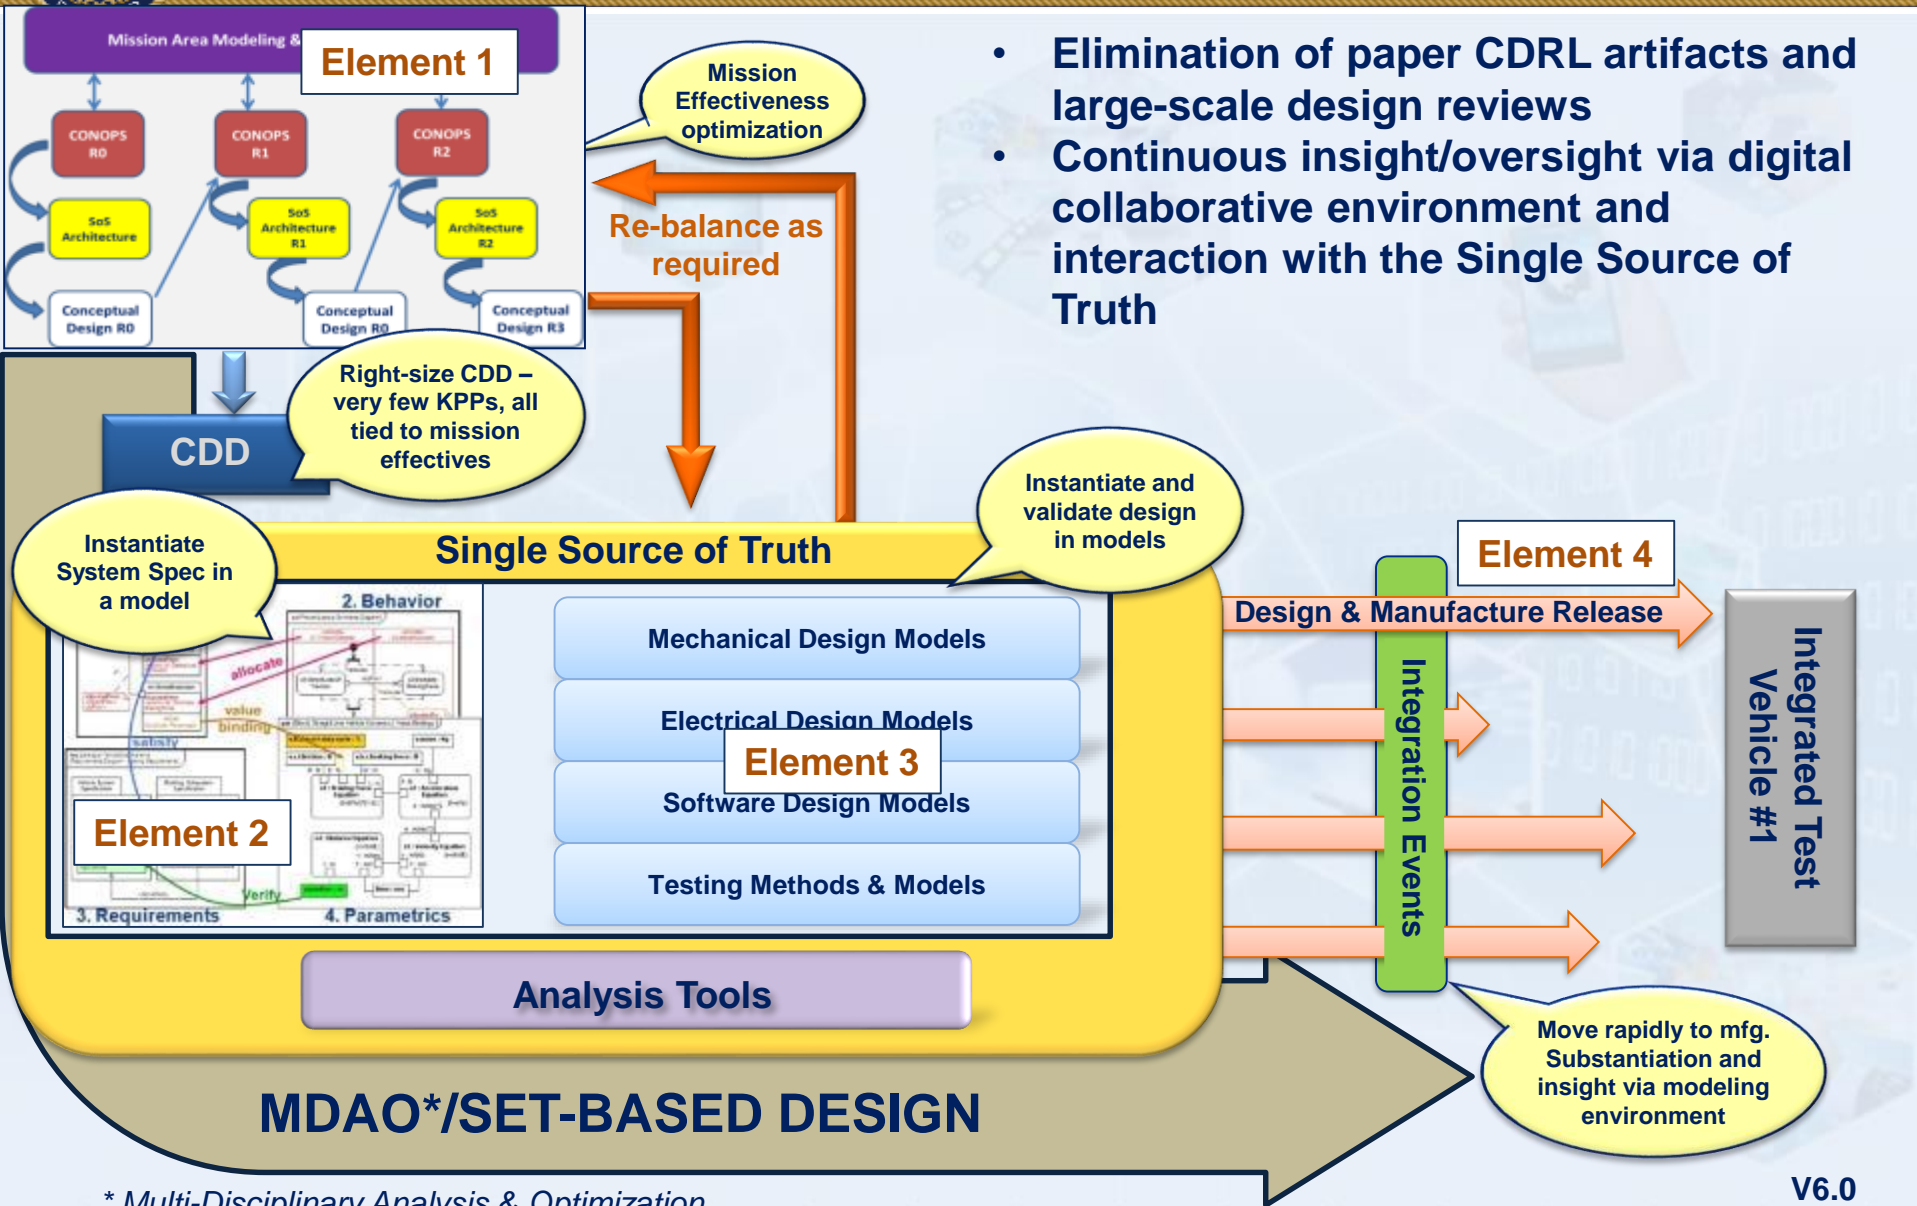 Mission Area Modeling &
Element 1
CONOPS
R0
CONOPS
R1
CONOPS
R2
SoS
Architecture
SoS
Architecture
R1
SoS
Architecture
R2
Conceptual
Design R0
Conceptual
Design R0
Conceptual
Design R3
Mission
Effectiveness
optimization
Re-balance as
required
• Elimination of paper CDRL artifacts and
large-scale design reviews
• Continuous insight/oversight via digital
collaborative environment and
interaction with the Single Source of
Truth
CDD
Right-size CDD –
very few KPPs, all
tied to mission
effectives
Instantiate
System Spec in
a model
Single Source of Truth
Instantiate and
validate design
in models
2. Behavior
allocate
value
binding
satisfy
Element 2
Verify
3. Requirements
4. Parametrics
Mechanical Design Models
Electrical Design Models
Element 3
Software Design Models
Testing Methods & Models
Analysis Tools
Element 4
Design & Manufacture Release
Integration Events
Integrated Test
Vehicle #1
Move rapidly to mfg.
Substantiation and
insight via modeling
environment
MDAO*/SET-BASED DESIGN
* Multi-Disciplinary Analysis & Optimization
V6.0